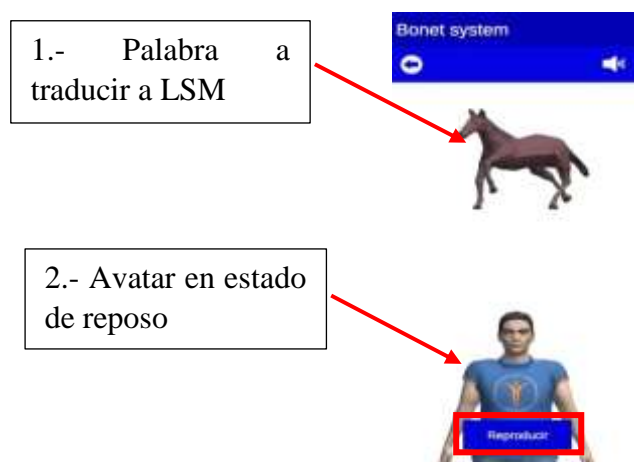 1.- Palabra a
traducir a LSM
Bonet system
2.- Avatar en estado
de reposo
Reproducir